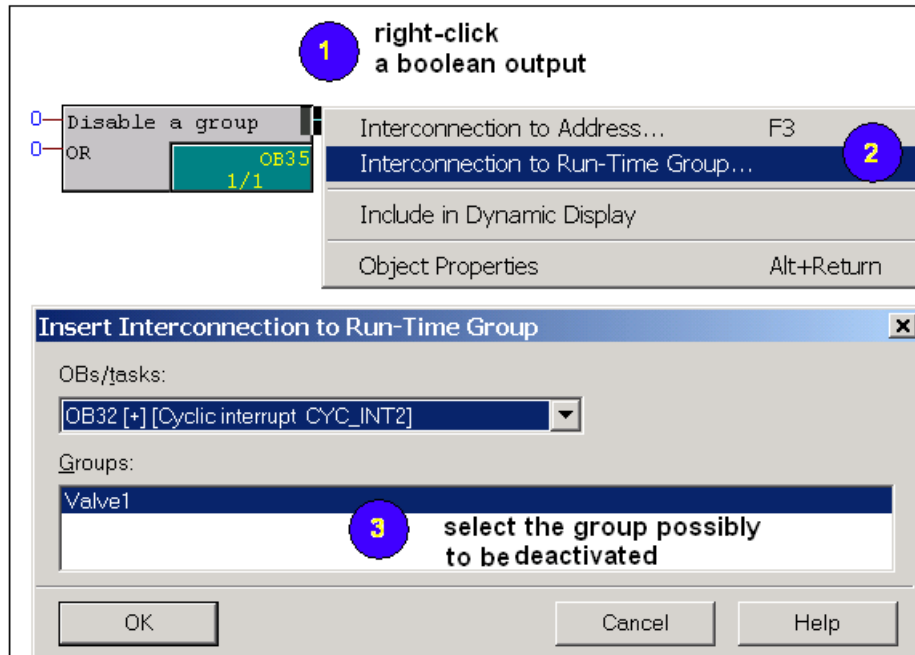 1
right-click
a boolean output
0
Disable a group
0
OR
OB35
1/1
Interconnection to Address... F3
Interconnection to Run-Time Group...
2
Include in Dynamic Display
Object Properties Alt+Return
Insert Interconnection to Run-Time Group
OBs/tasks:
OB32 [+] [Cyclic interrupt CYC_INT2]
Groups:
Valve1
3
select the group possibly
to be deactivated
OK Cancel Help